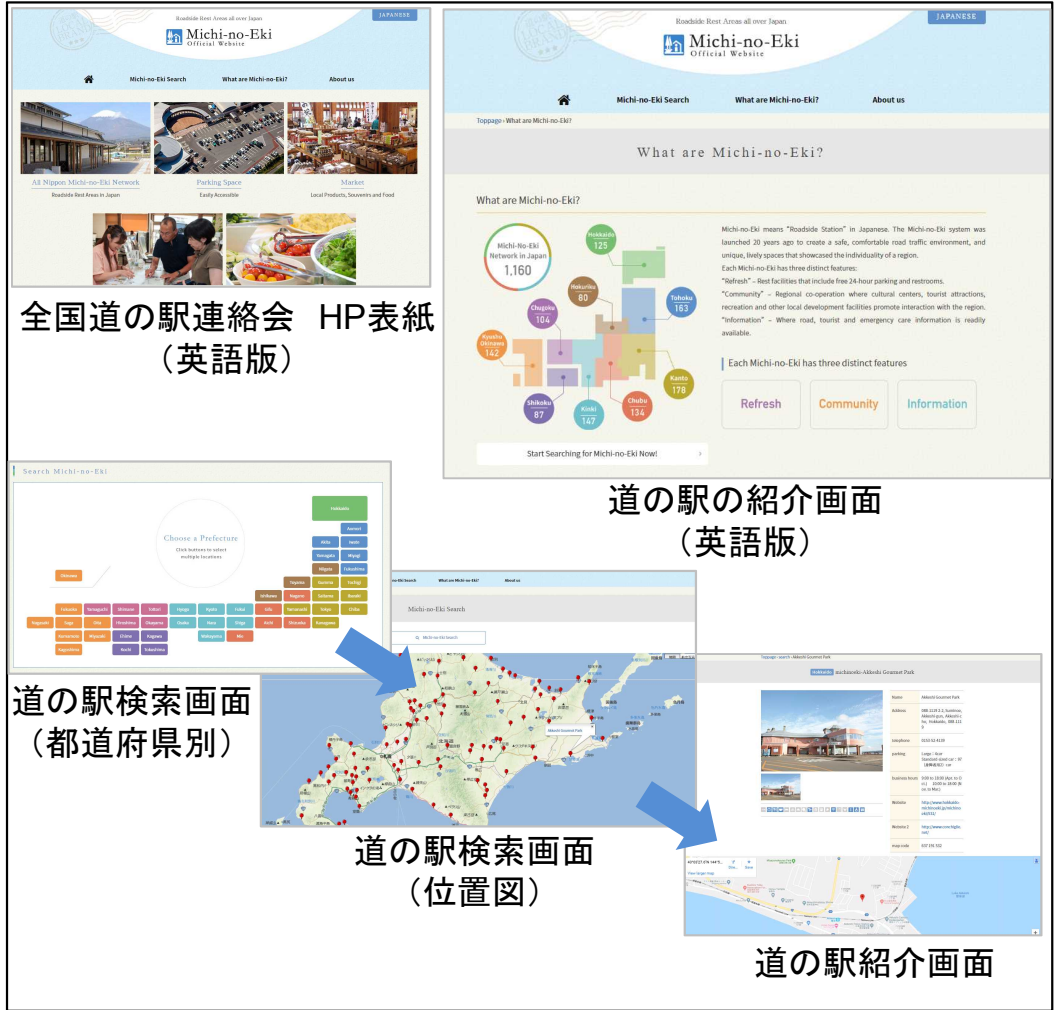 Roadside Rest Areas all over Japan
JAPANESE
Michi-no-Eki
Official Website
Michi-no-Eki Search
What are Michi-no-Eki?
About us
All Nippon Michi-no-Eki Network
Roadside Rest Areas in Japan
Parking Space
Easily Accessible
Market
Local Products, Souvenirs and Food
全国道の駅連絡会 HP表紙
（英語版）
Roadside Rest Areas all over Japan
JAPANESE
Michi-no-Eki
Official Website
Michi-no-Eki Search
What are Michi-no-Eki?
About us
Toppage › What are Michi-no-Eki?
What are Michi-no-Eki?
What are Michi-no-Eki?
Michi-No-Eki
Network in Japan
1,160
Hokkaido
125
Hokuriku
80
Tohoku
163
Chugoku
104
Kyushu
Okinawa
142
Kanto
178
Shikoku
87
Kinki
147
Chubu
134
Michi-no-Eki means "Roadside Station" in Japanese. The Michi-no-Eki system was
launched 20 years ago to create a safe, comfortable road traffic environment, and
unique, lively spaces that showcased the individuality of a region.
Each Michi-no-Eki has three distinct features:
"Refresh" – Rest facilities that include free 24-hour parking and restrooms.
"Community" – Regional co-operation where cultural centers, tourist attractions,
recreation and other local development facilities promote interaction with the region.
"Information" – Where road, tourist and emergency care information is readily
available.
Each Michi-no-Eki has three distinct features
Refresh
Community
Information
Start Searching for Michi-no-Eki Now!
道の駅の紹介画面
（英語版）
Search Michi-no-Eki
Choose a Prefecture
Click buttons to select
multiple locations
Hokkaido
Aomori
Akita
Iwate
Yamagata
Miyagi
Niigata
Fukushima
Okinawa
Toyama
Gunma
Tochigi
Ishikawa
Nagano
Saitama
Ibaraki
Fukuoka
Yamaguchi
Shimane
Tottori
Hyogo
Kyoto
Fukui
Gifu
Yamanashi
Tokyo
Chiba
Nagasaki
Saga
Oita
Hiroshima
Okayama
Osaka
Nara
Shiga
Aichi
Shizuoka
Kanagawa
Kumamoto
Miyazaki
Ehime
Kagawa
Wakayama
Mie
Kagoshima
Kochi
Tokushima
道の駅検索画面
（都道府県別）
What are Michi-no-Eki?
About us
Michi-no-Eki Search
Michi-no-Eki Search
Akkeshi Gourmet Park
道の駅検索画面
（位置図）
Toppage › search › Akkeshi Gourmet Park
Hokkaido
michinoeki-Akkeshi Gourmet Park
Name
Akkeshi Gourmet Park
Address
telephone
0153-52-4139
parking
business hours
Website
Website 2
map code
View larger map
道の駅紹介画面